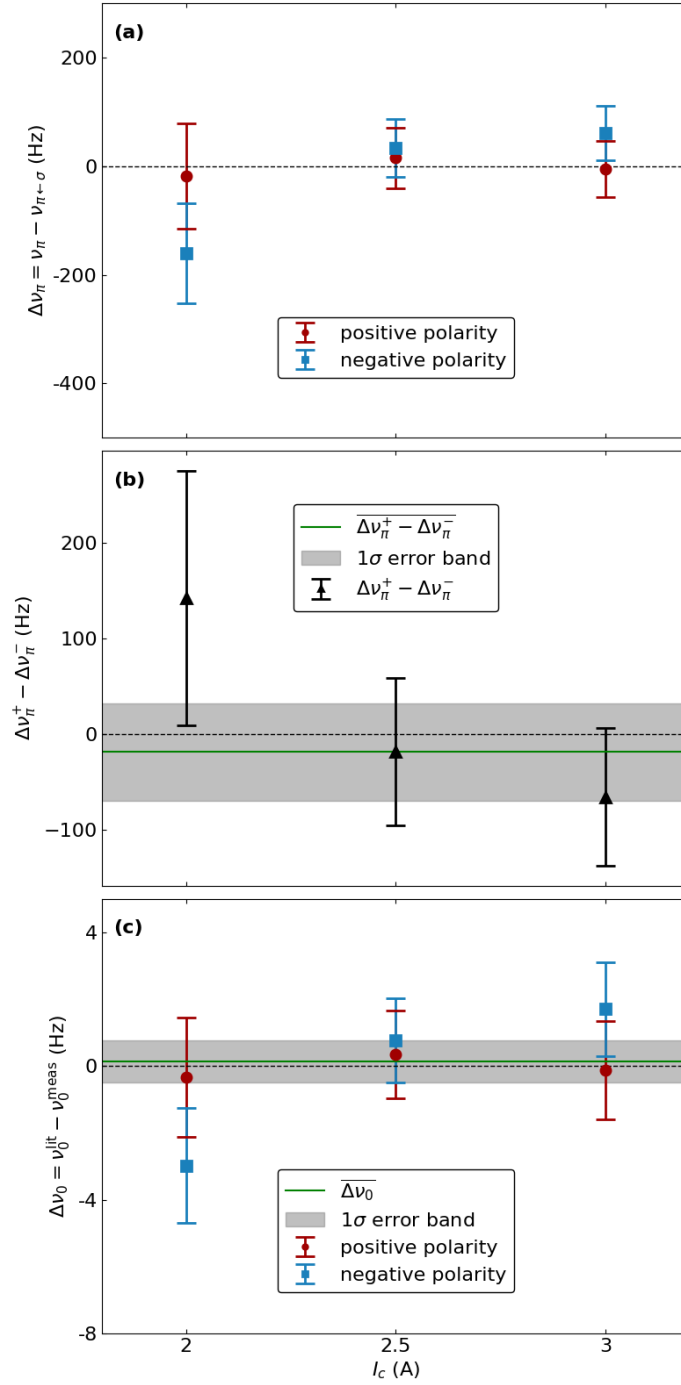 (a)
200
0
-200
-400
Δν_π = ν_π − ν_{π←σ} (Hz)
positive polarity
negative polarity
(b)
200
100
0
−100
Δν_π^+ − Δν_π^− (Hz)
\overline{Δν_π^+ − Δν_π^−}
1σ error band
Δν_π^+ − Δν_π^−
(c)
4
0
-4
-8
Δν_0 = ν_0^{lit} − ν_0^{meas} (Hz)
\overline{Δν_0}
1σ error band
positive polarity
negative polarity
2 2.5 3
I_c (A)